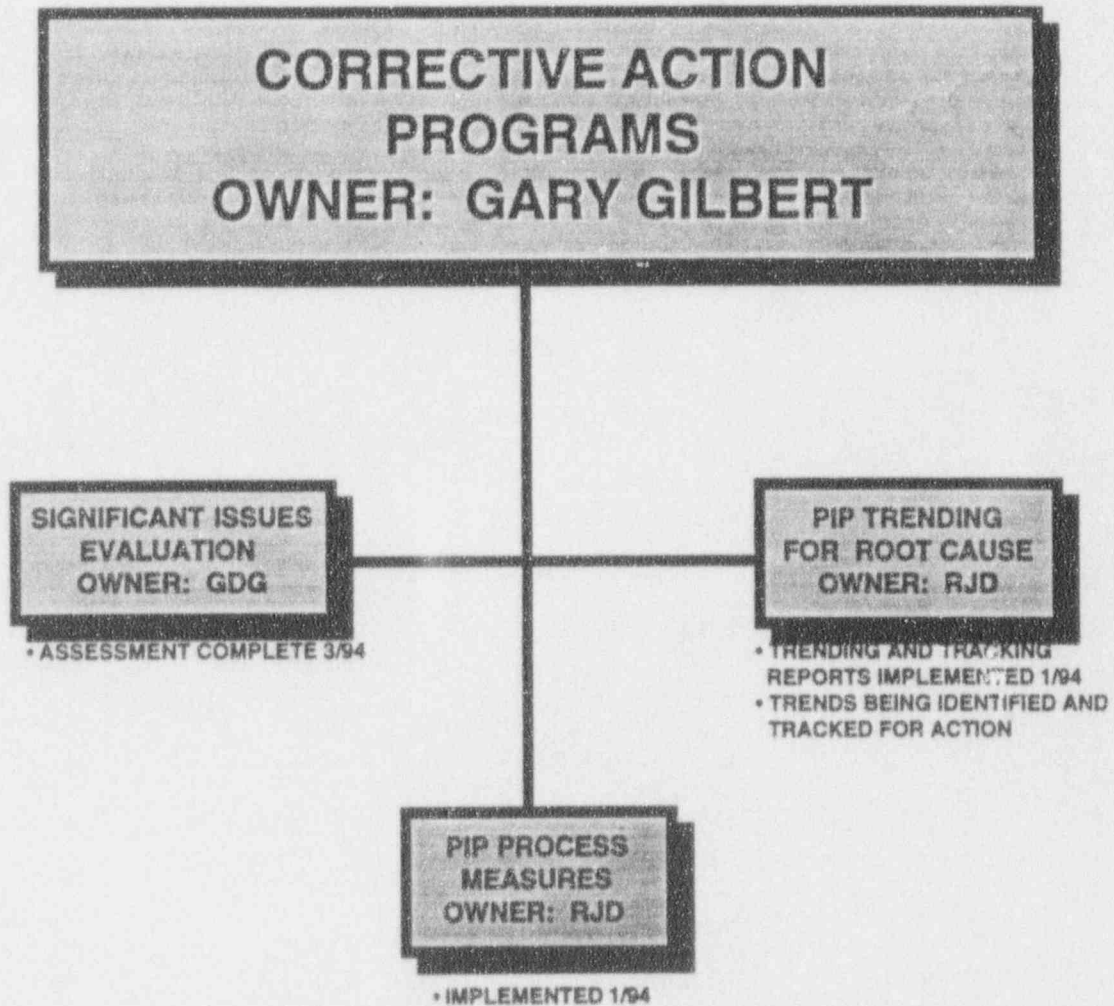 CORRECTIVE ACTION
PROGRAMS
OWNER: GARY GILBERT
SIGNIFICANT ISSUES
EVALUATION
OWNER: GDG
• ASSESSMENT COMPLETE 3/94
PIP TRENDING
FOR ROOT CAUSE
OWNER: RJD
• TRENDING AND TRACKING
REPORTS IMPLEMENTED 1/94
• TRENDS BEING IDENTIFIED AND
TRACKED FOR ACTION
PIP PROCESS
MEASURES
OWNER: RJD
• IMPLEMENTED 1/94